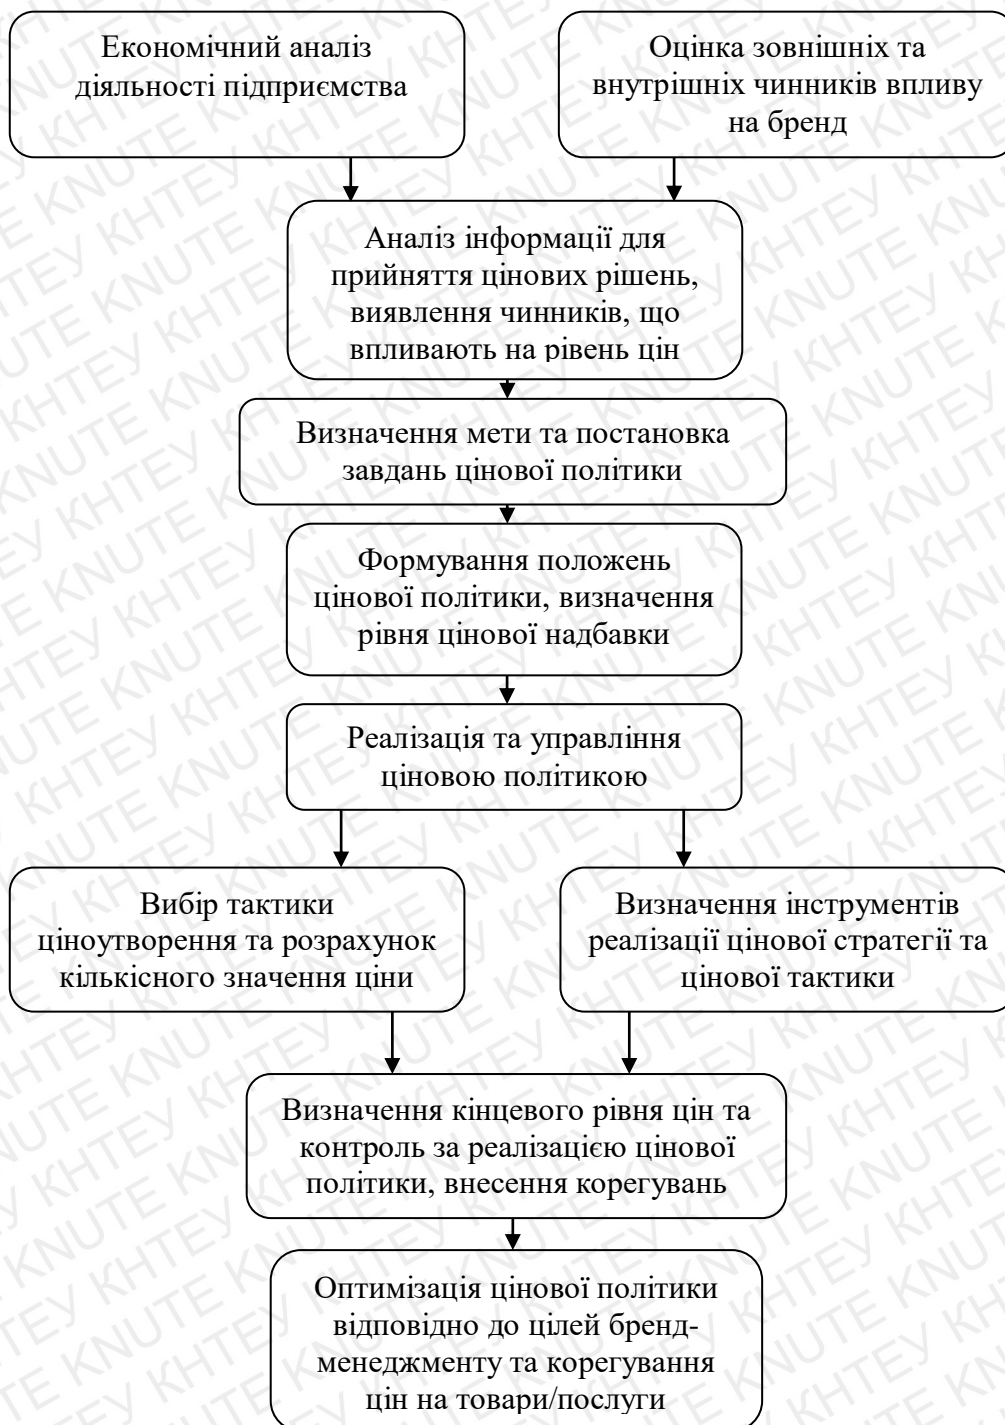 Економічний аналіз
діяльності підприємства
Оцінка зовнішніх та
внутрішніх чинників впливу
на бренд
Аналіз інформації для
прийняття цінових рішень,
виявлення чинників, що
впливають на рівень цін
Визначення мети та постановка
завдань цінової політики
Формування положень
цінової політики, визначення
рівня цінової надбавки
Реалізація та управління
ціновою політикою
Вибір тактики
ціноутворення та розрахунок
кількісного значення ціни
Визначення інструментів
реалізації цінової стратегії та
цінової тактики
Визначення кінцевого рівня цін та
контроль за реалізацією цінової
політики, внесення корегувань
Оптимізація цінової політики
відповідно до цілей бренд-
менеджменту та корегування
цін на товари/послуги